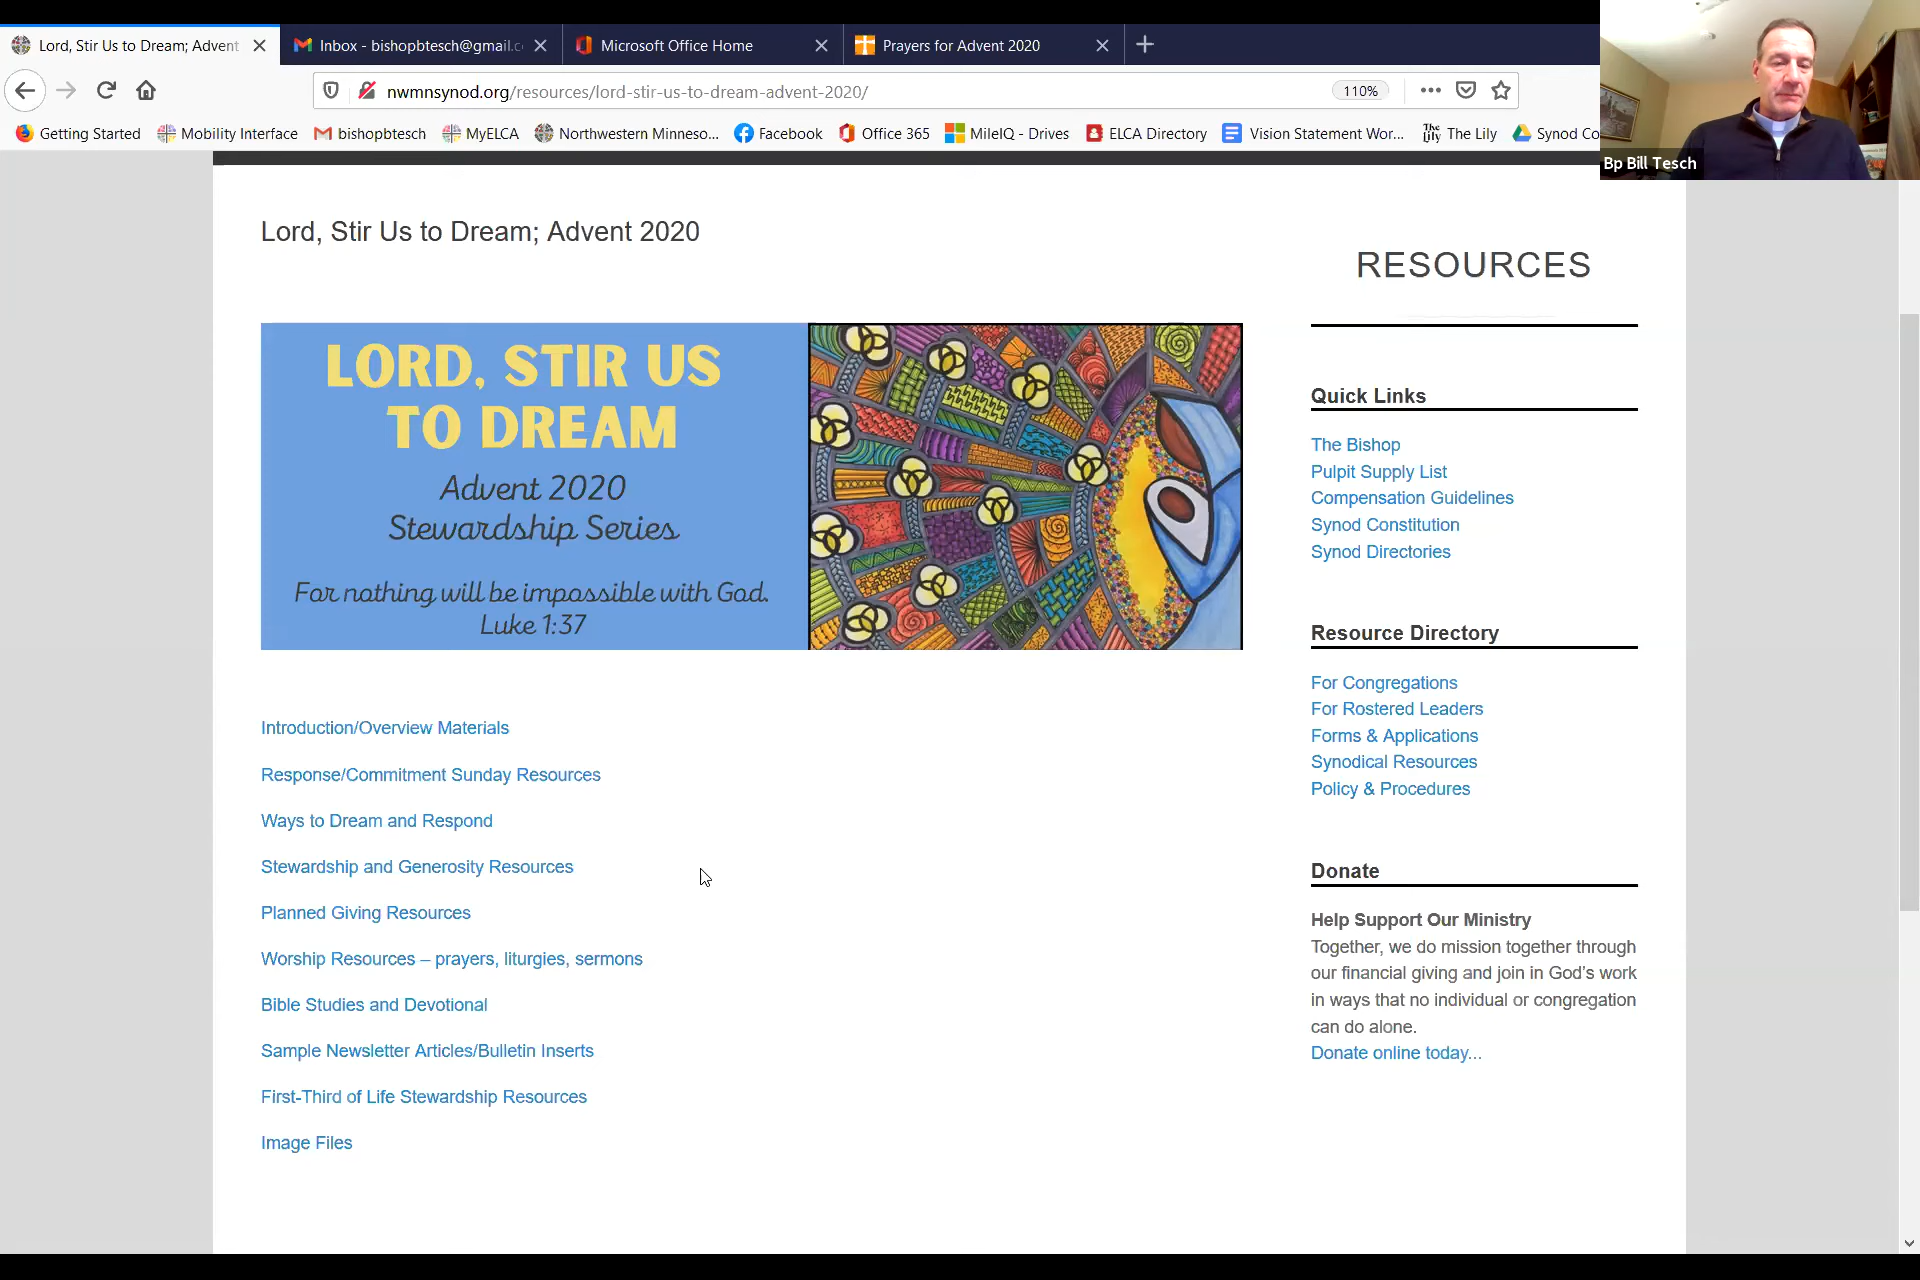 Lord, Stir Us to Dream; Advent
Inbox - bishopbtesch@gmail.c
Microsoft Office Home
Prayers for Advent 2020
nwmnsynod.org/resources/lord-stir-us-to-dream-advent-2020/
110%
Getting Started
Mobility Interface
bishopbtesch
MyELCA
Northwestern Minneso...
Facebook
Office 365
MileIQ - Drives
ELCA Directory
Vision Statement Wor...
The Lily
The Lily
Synod Co
Bp Bill Tesch
Lord, Stir Us to Dream; Advent 2020
LORD, STIR US
TO DREAM
Advent 2020
Stewardship Series
For nothing will be impossible with God.
Luke 1:37
Introduction/Overview Materials
Response/Commitment Sunday Resources
Ways to Dream and Respond
Stewardship and Generosity Resources
Planned Giving Resources
Worship Resources – prayers, liturgies, sermons
Bible Studies and Devotional
Sample Newsletter Articles/Bulletin Inserts
First-Third of Life Stewardship Resources
Image Files
RESOURCES
Quick Links
The Bishop
Pulpit Supply List
Compensation Guidelines
Synod Constitution
Synod Directories
Resource Directory
For Congregations
For Rostered Leaders
Forms & Applications
Synodical Resources
Policy & Procedures
Donate
Help Support Our Ministry
Together, we do mission together through
our financial giving and join in God's work
in ways that no individual or congregation
can do alone.
Donate online today...